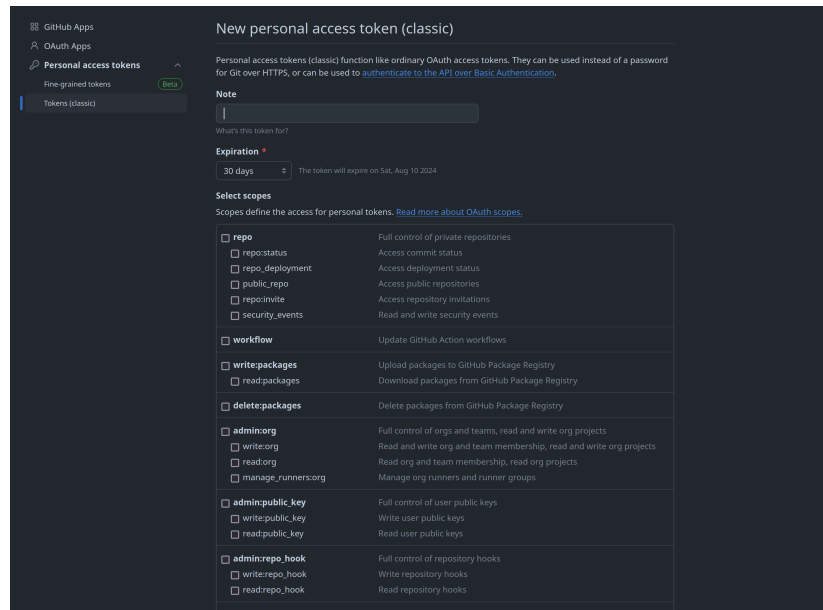 GitHub Apps
OAuth Apps
Personal access tokens
Fine-grained tokens Beta
Tokens (classic)
New personal access token (classic)
Personal access tokens (classic) function like ordinary OAuth access tokens. They can be used instead of a password
for Git over HTTPS, or can be used to authenticate to the API over Basic Authentication.
Note
What's this token for?
Expiration *
30 days The token will expire on Sat, Aug 10 2024
Select scopes
Scopes define the access for personal tokens. Read more about OAuth scopes.
repo Full control of private repositories
repo:status Access commit status
repo_deployment Access deployment status
public_repo Access public repositories
repo:invite Access repository invitations
security_events Read and write security events
workflow Update GitHub Action workflows
write:packages Upload packages to GitHub Package Registry
read:packages Download packages from GitHub Package Registry
delete:packages Delete packages from GitHub Package Registry
admin:org Full control of orgs and teams, read and write org projects
write:org Read and write org and team membership, read and write org projects
read:org Read org and team membership, read org projects
manage_runners:org Manage org runners and runner groups
admin:public_key Full control of user public keys
write:public_key Write user public keys
read:public_key Read user public keys
admin:repo_hook Full control of repository hooks
write:repo_hook Write repository hooks
read:repo_hook Read repository hooks